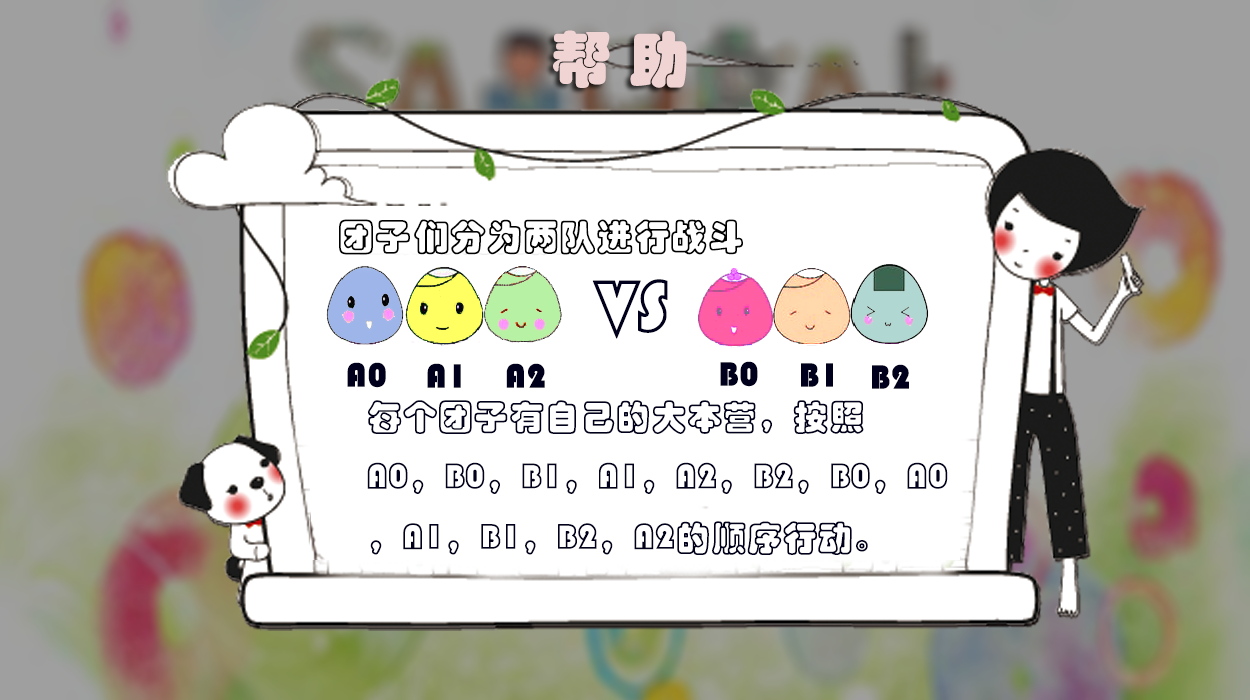 帮助
团子们分为两队进行战斗
VS
A0 A1 A2 B0 B1 B2
每个团子有自己的大本营，按照
A0，B0，B1，A1，A2，B2，B0，A0
，A1，B1，B2，A2的顺序行动。